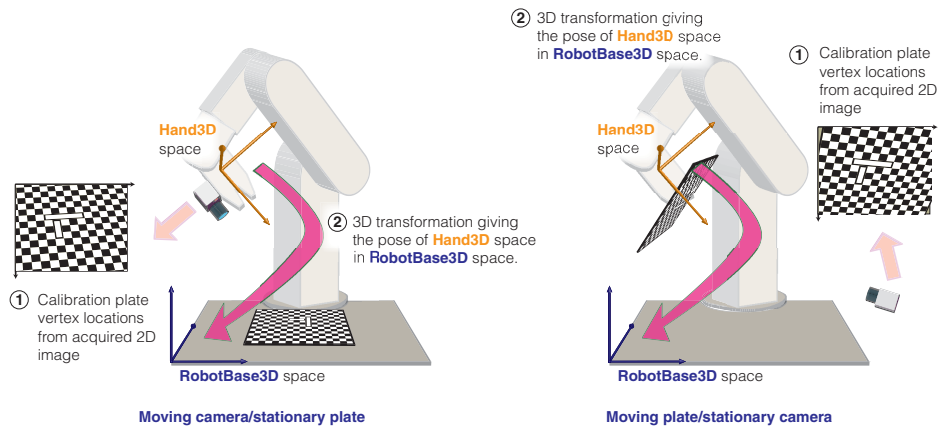 Hand3D
space
② 3D transformation giving
the pose of Hand3D space
in RobotBase3D space.
① Calibration plate
vertex locations
from acquired 2D
image
RobotBase3D space
Moving camera/stationary plate
② 3D transformation giving
the pose of Hand3D space
in RobotBase3D space.
① Calibration plate
vertex locations
from acquired 2D
image
Hand3D
space
RobotBase3D space
Moving plate/stationary camera